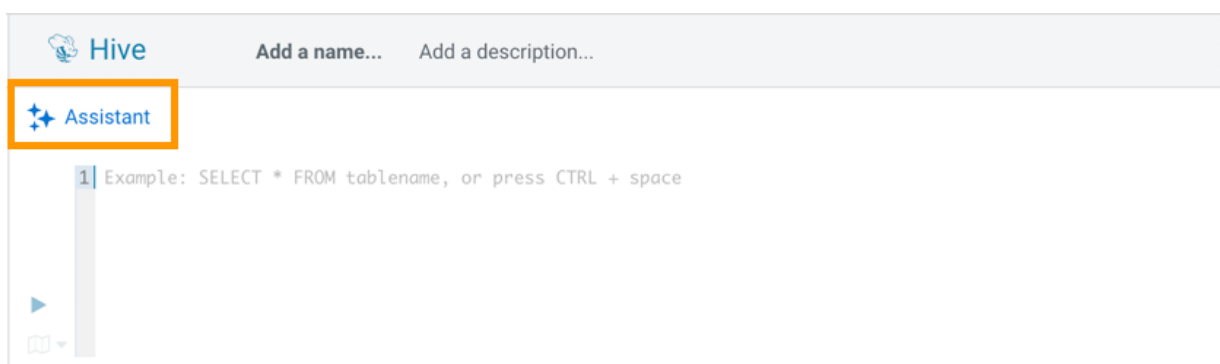 Hive Add a name... Add a description...
Assistant
1 Example: SELECT * FROM tablename, or press CTRL + space